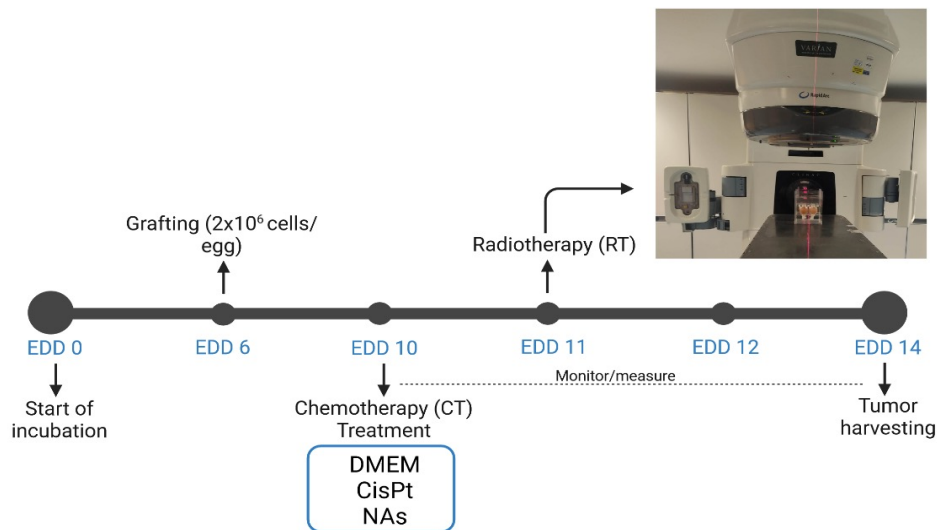 VARIAN
RapidArc
Grafting (2x10⁶ cells/
egg)
Radiotherapy (RT)
EDD 0
EDD 6
EDD 10
EDD 11
EDD 12
EDD 14
Monitor/measure
Start of
incubation
Chemotherapy (CT)
Treatment
DMEM
CisPt
NAs
Tumor
harvesting